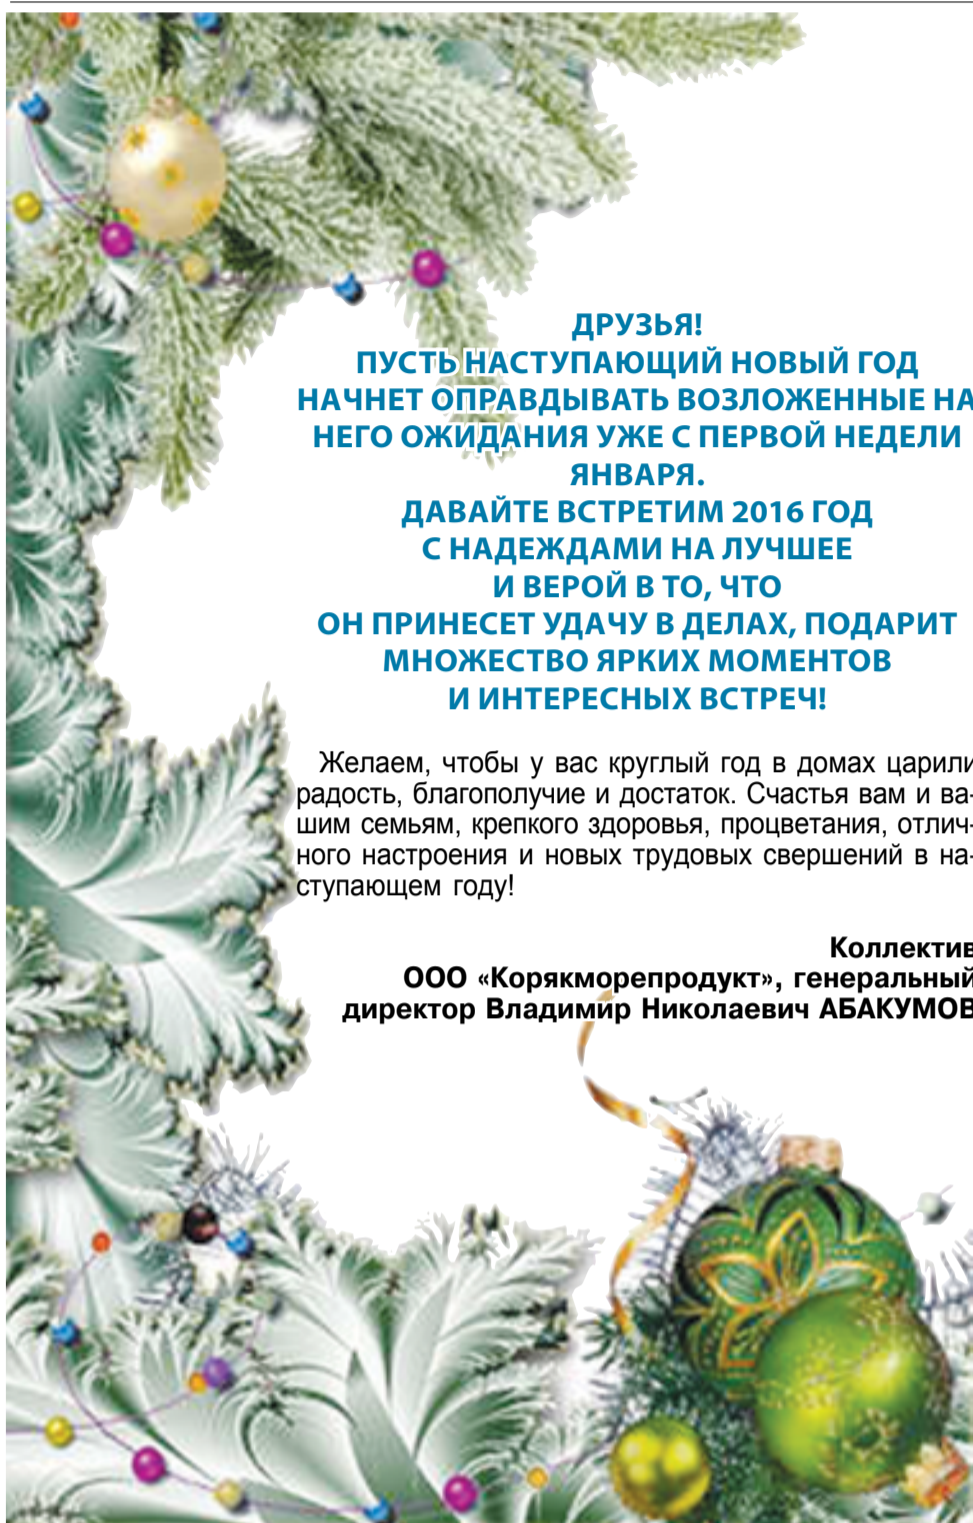 ДРУЗЬЯ!
ПУСТЬ НАСТУПАЮЩИЙ НОВЫЙ ГОД
НАЧНЕТ ОПРАВДЫВАТЬ ВОЗЛОЖЕННЫЕ НА
НЕГО ОЖИДАНИЯ УЖЕ С ПЕРВОЙ НЕДЕЛИ
ЯНВАРЯ.
ДАВАЙТЕ ВСТРЕТИМ 2016 ГОД
С НАДЕЖДАМИ НА ЛУЧШЕЕ
И ВЕРОЙ В ТО, ЧТО
ОН ПРИНЕСЕТ УДАЧУ В ДЕЛАХ, ПОДАРИТ
МНОЖЕСТВО ЯРКИХ МОМЕНТОВ
И ИНТЕРЕСНЫХ ВСТРЕЧ!
Желаем, чтобы у вас круглый год в домах царили
радость, благополучие и достаток. Счастья вам и ва-
шим семьям, крепкого здоровья, процветания, отлич-
ного настроения и новых трудовых свершений в на-
ступающем году!
Коллектив
ООО «Корякморепродукт», генеральный
директор Владимир Николаевич АБАКУМОВ